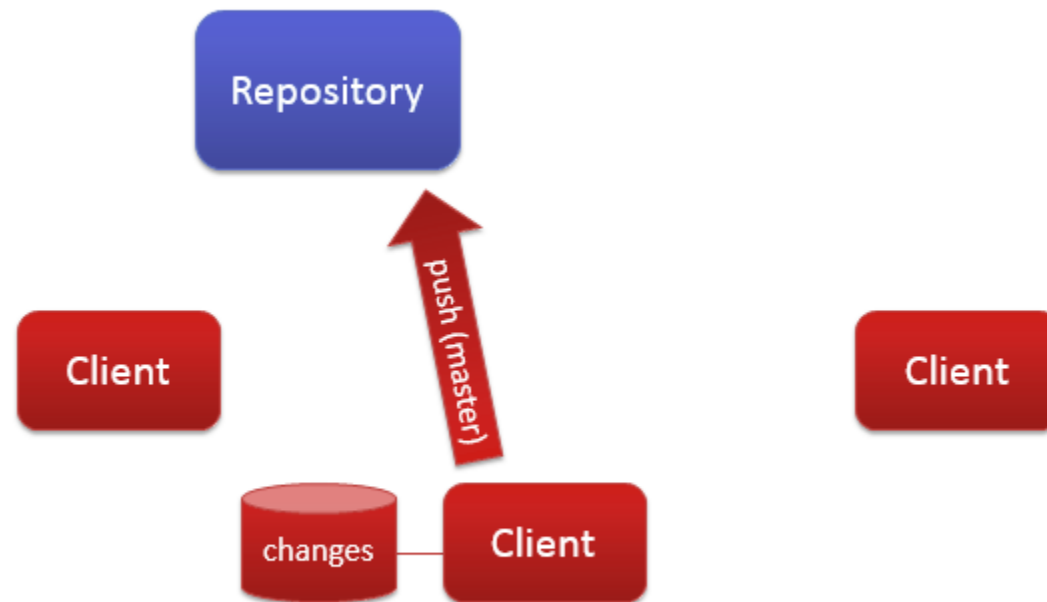 Repository
push (master)
Client
Client
changes
Client